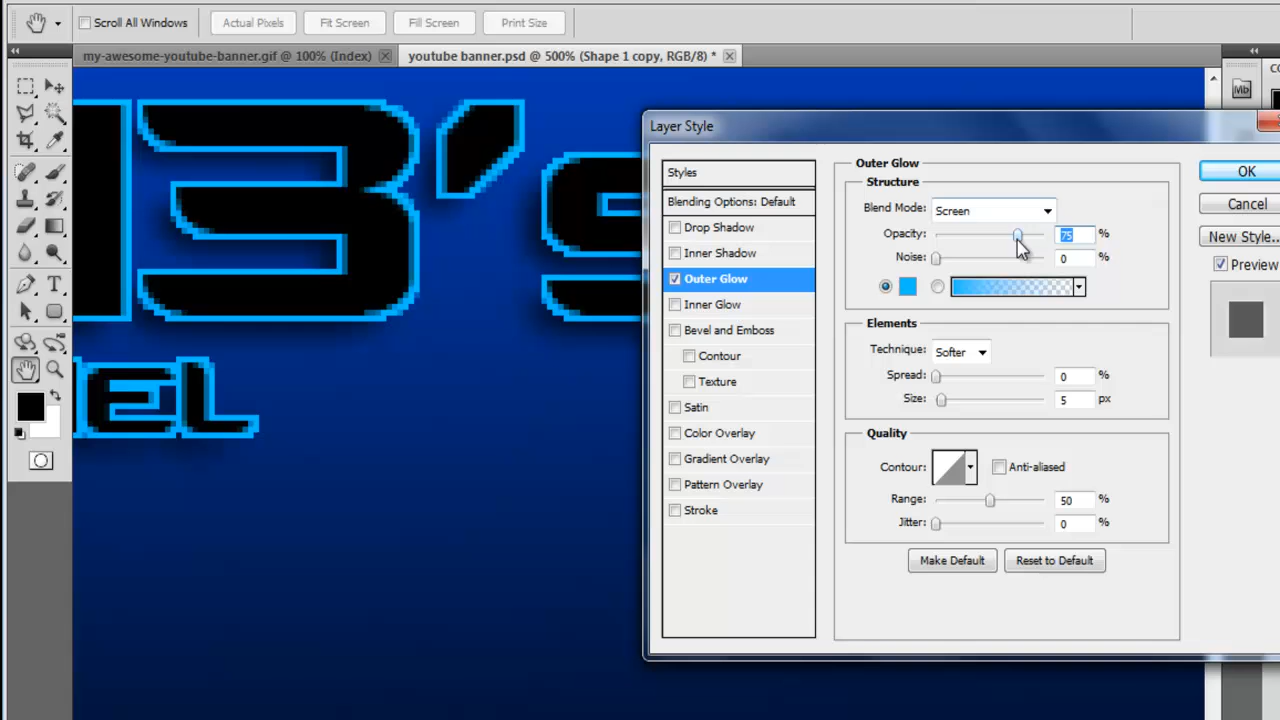 Scroll All Windows Actual Pixels Fit Screen Fill Screen Print Size
my-awesome-youtube-banner.gif @ 100% (Index) youtube banner.psd @ 500% (Shape 1 copy, RGB/8) *
Mb
3's
EL
Layer Style
Styles
Blending Options: Default
Drop Shadow
Inner Shadow
Outer Glow
Inner Glow
Bevel and Emboss
Contour
Texture
Satin
Color Overlay
Gradient Overlay
Pattern Overlay
Stroke
Outer Glow
Structure
Blend Mode: Screen
Opacity: 75 %
Noise: 0 %
Elements
Technique: Softer
Spread: 0 %
Size: 5 px
Quality
Contour: Anti-aliased
Range: 50 %
Jitter: 0 %
Make Default Reset to Default
OK
Cancel
New Style...
Preview